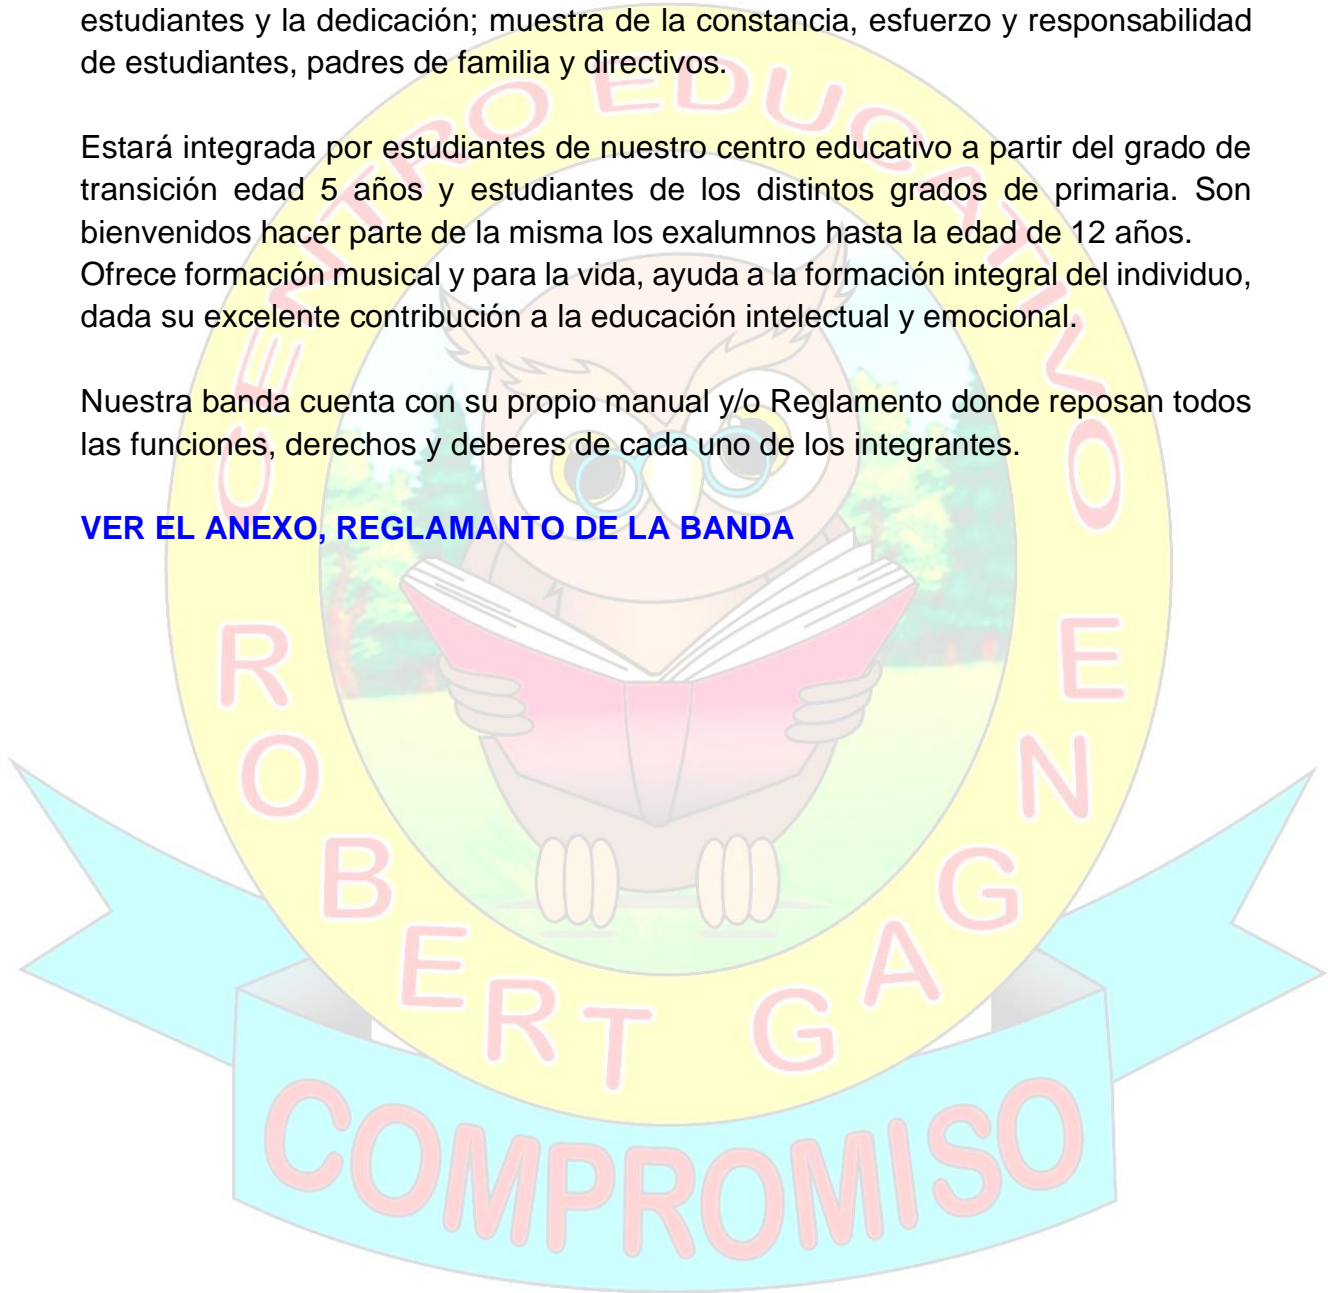 estudiantes y la dedicación; muestra de la constancia, esfuerzo y responsabilidad
de estudiantes, padres de familia y directivos.
Estará integrada por estudiantes de nuestro centro educativo a partir del grado de
transición edad 5 años y estudiantes de los distintos grados de primaria. Son
bienvenidos hacer parte de la misma los exalumnos hasta la edad de 12 años.
Ofrece formación musical y para la vida, ayuda a la formación integral del individuo,
dada su excelente contribución a la educación intelectual y emocional.
Nuestra banda cuenta con su propio manual y/o Reglamento donde reposan todos
las funciones, derechos y deberes de cada uno de los integrantes.
VER EL ANEXO, REGLAMANTO DE LA BANDA
CENTRO EDUCATIVO
ROBERT GAGNE
COMPROMISO